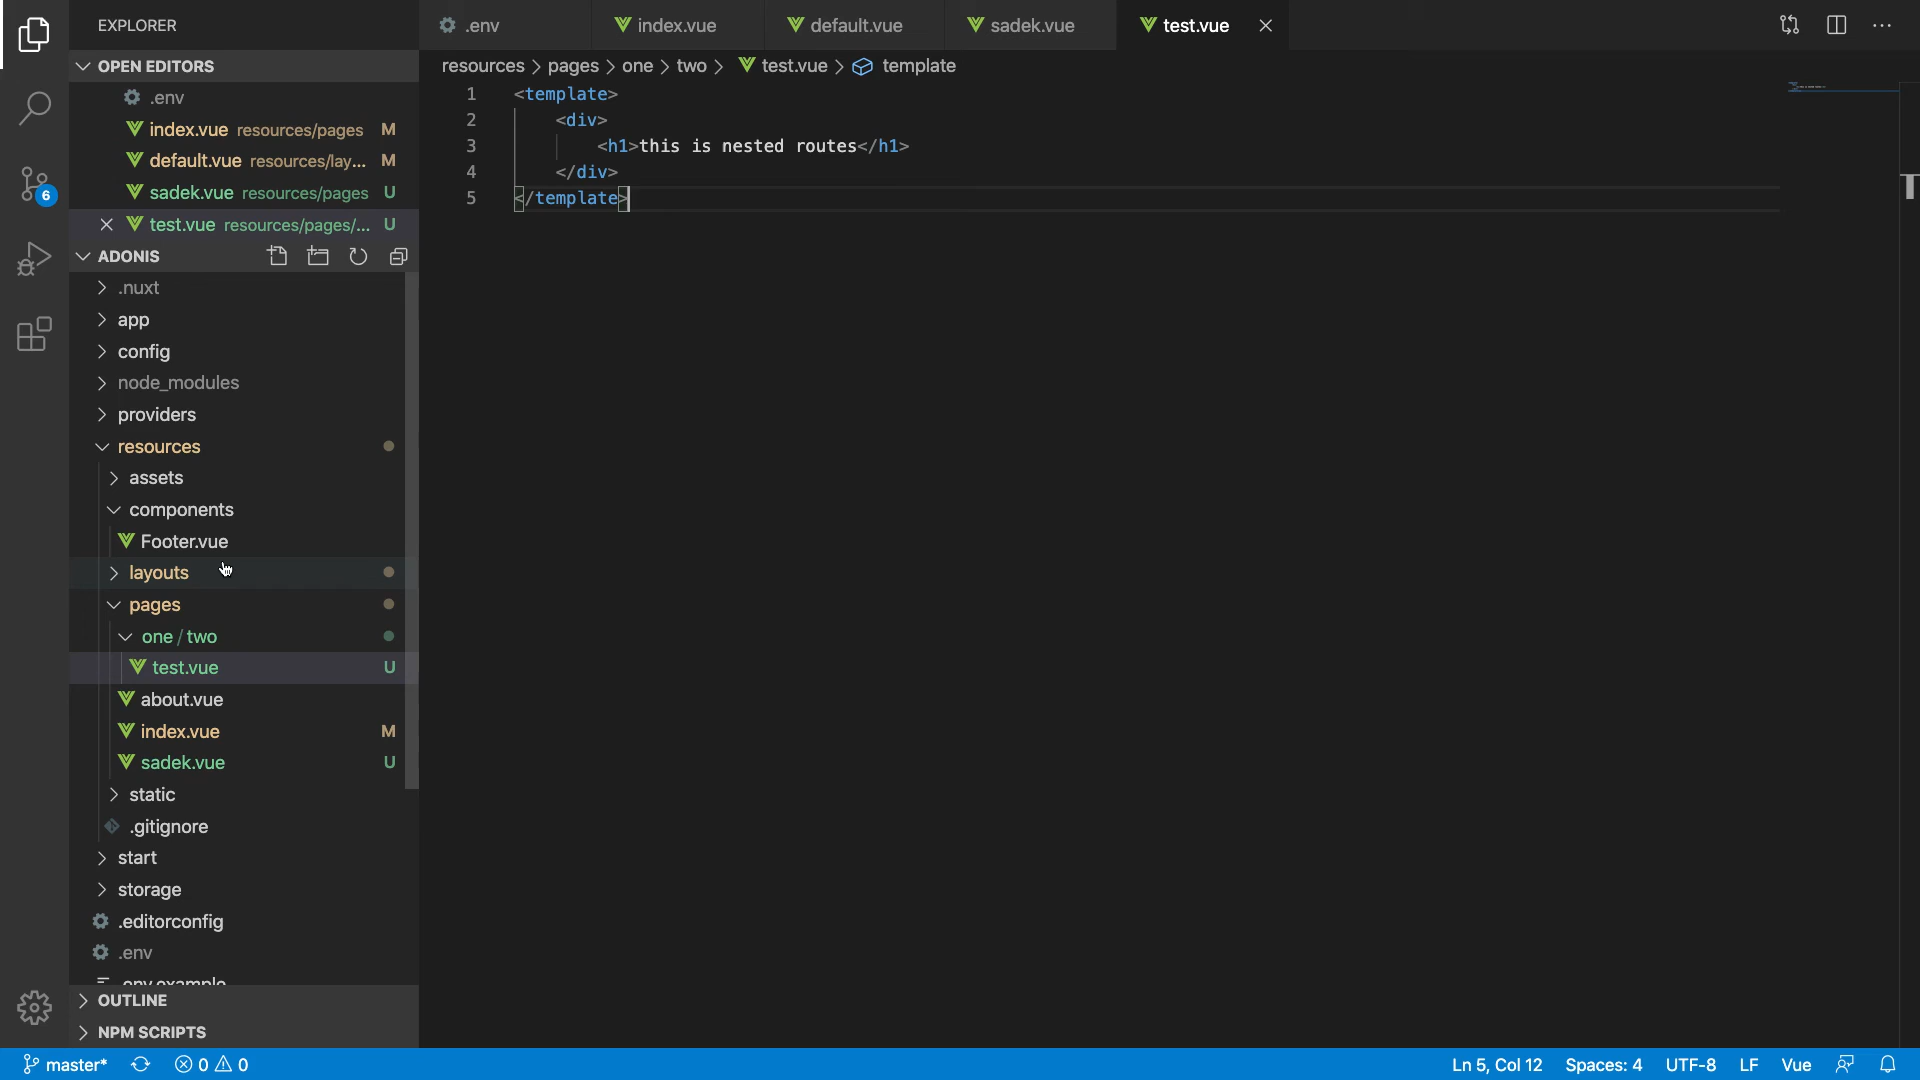 EXPLORER
OPEN EDITORS
.env
index.vue resources/pages M
default.vue resources/lay... M
sadek.vue resources/pages U
test.vue resources/pages/... U
ADONIS
.nuxt
app
config
node_modules
providers
resources
assets
components
Footer.vue
layouts
pages
one / two
test.vue U
about.vue
index.vue M
sadek.vue U
static
.gitignore
start
storage
.editorconfig
.env
.env.example
OUTLINE
NPM SCRIPTS
6
.env index.vue default.vue sadek.vue test.vue
resources > pages > one > two > test.vue > template
1 <template>
2 <div>
3 <h1>this is nested routes</h1>
4 </div>
5 </template>
master* 0 0 Ln 5, Col 12 Spaces: 4 UTF-8 LF Vue